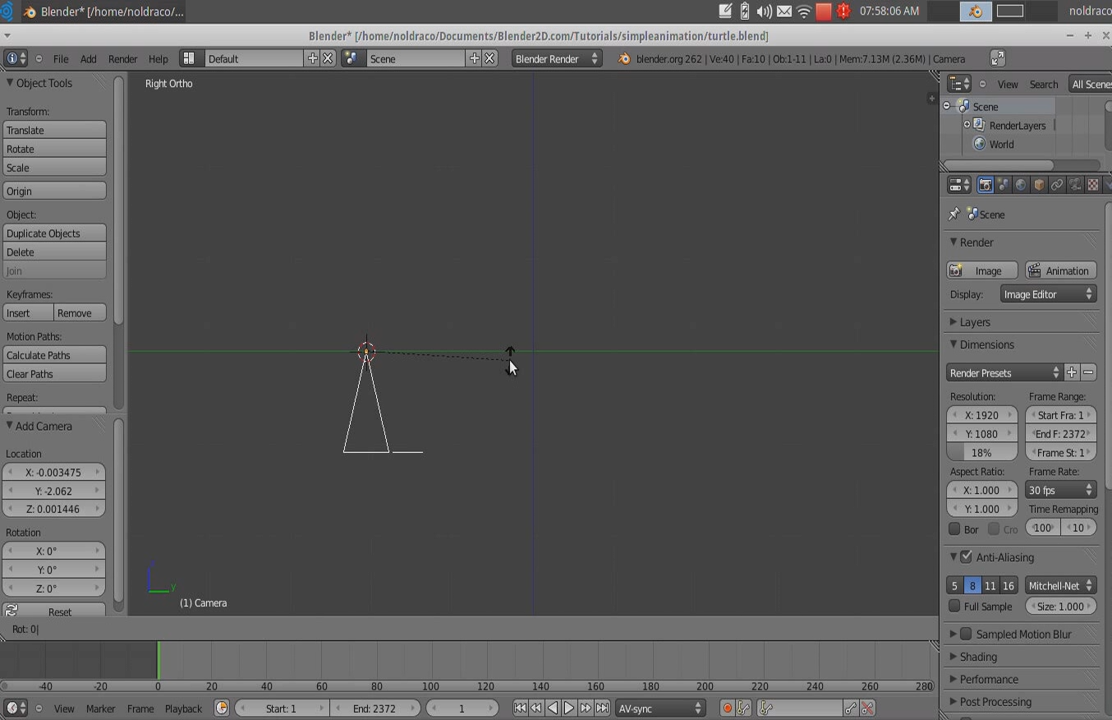 Blender* [/home/noldraco/...
07:58:06 AM
noldraco
Blender* [/home/noldraco/Documents/Blender2D.com/Tutorials/simpleanimation/turtle.blend]
File Add Render Help Default Scene Blender Render blender.org 262 | Ve:40 | Fa:10 | Ob:1-11 | La:0 | Mem:7.13M (2.36M) | Camera
Object Tools
Transform:
Translate
Rotate
Scale
Origin
Object:
Duplicate Objects
Delete
Join
Keyframes:
Insert Remove
Motion Paths:
Calculate Paths
Clear Paths
Repeat:
Add Camera
Location
X: -0.003475
Y: -2.062
Z: 0.001446
Rotation
X: 0°
Y: 0°
Z: 0°
Reset
Right Ortho
y
(1) Camera
Rot: 0|
View Search All Scenes
Scene
RenderLayers
World
Scene
Render
Image Animation
Display: Image Editor
Layers
Dimensions
Render Presets
Resolution: Frame Range:
X: 1920 Start Fra: 1
Y: 1080 End F: 2372
18% Frame St: 1
Aspect Ratio: Frame Rate:
X: 1.000 30 fps
Y: 1.000 Time Remapping
Bor Cro 100 10
Anti-Aliasing
5 8 11 16 Mitchell-Net
Full Sample Size: 1.000
Sampled Motion Blur
Shading
Performance
Post Processing
-40 -20 0 20 40 60 80 100 120 140 160 180 200 220 240 260 280
View Marker Frame Playback Start: 1 End: 2372 1 AV-sync